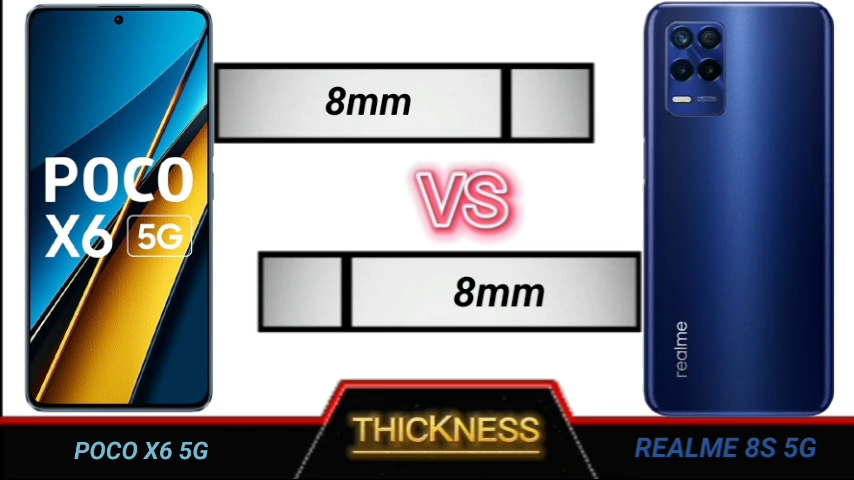 POCO
X6 5G
8mm
VS
8mm
realme
THICKNESS
POCO X6 5G
REALME 8S 5G